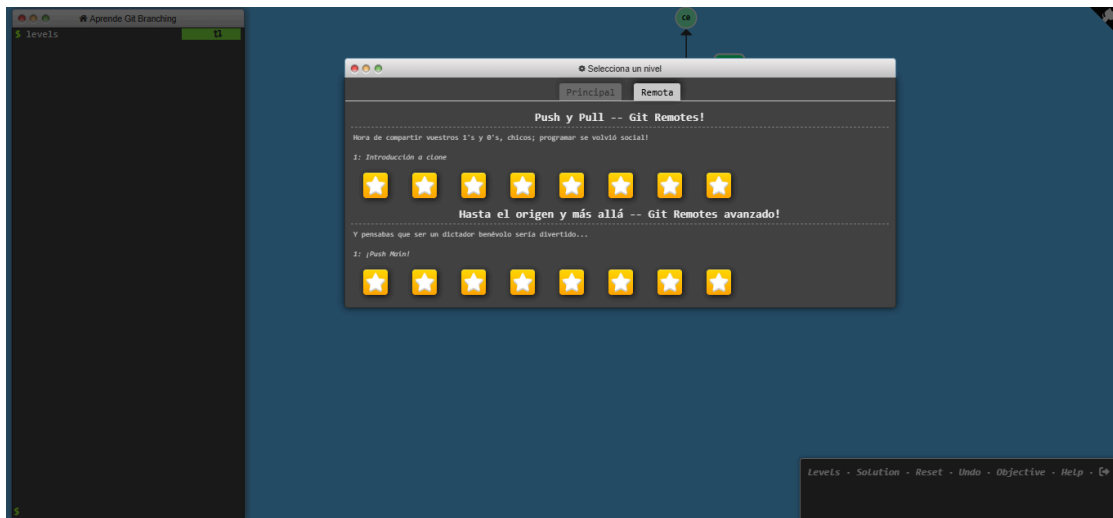 Aprende Git Branching
$ levels
C0
Selecciona un nivel
Principal Remota
Push y Pull -- Git Remotes!
Hora de compartir vuestros 1's y 0's, chicos; programar se volvió social!
1: Introducción a clone
Hasta el origen y más allá -- Git Remotes avanzado!
Y pensabas que ser un dictador benévolo sería divertido...
1: ¡Push Main!
Levels - Solution - Reset - Undo - Objective - Help -
$